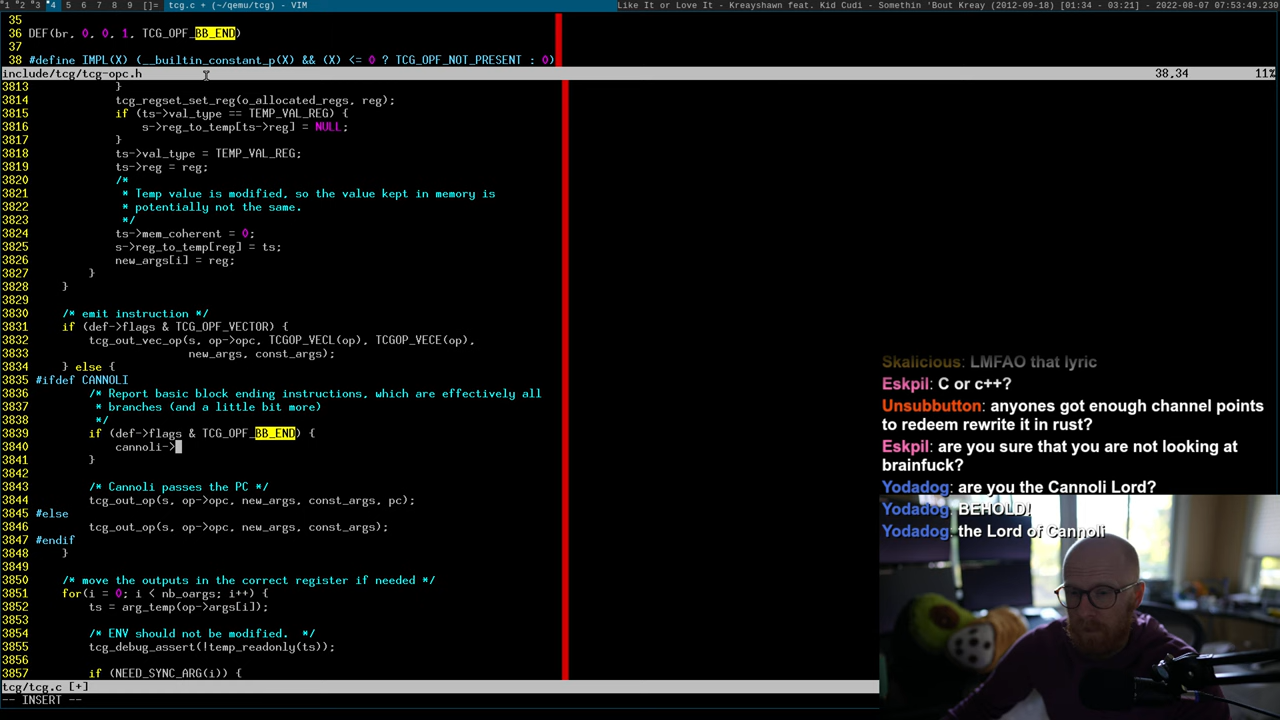 1 2 3 4 5 6 7 8 9 []= tcg.c + (~/qemu/tcg) - VIM Like It or Love It - Kreayshawn feat. Kid Cudi - Somethin 'Bout Kreay (2012-09-18) [01:34 - 03:21] - 2022-08-07 07:53:49.230
35
36 DEF(br, 0, 0, 1, TCG_OPF_BB_END)
37
38 #define IMPL(X) (__builtin_constant_p(X) && (X) <= 0 ? TCG_OPF_NOT_PRESENT : 0)
include/tcg/tcg-opc.h 38,34 11%
3813 }
3814 tcg_regset_set_reg(o_allocated_regs, reg);
3815 if (ts->val_type == TEMP_VAL_REG) {
3816 s->reg_to_temp[ts->reg] = NULL;
3817 }
3818 ts->val_type = TEMP_VAL_REG;
3819 ts->reg = reg;
3820 /*
3821 * Temp value is modified, so the value kept in memory is
3822 * potentially not the same.
3823 */
3824 ts->mem_coherent = 0;
3825 s->reg_to_temp[reg] = ts;
3826 new_args[i] = reg;
3827 }
3828 }
3829
3830 /* emit instruction */
3831 if (def->flags & TCG_OPF_VECTOR) {
3832 tcg_out_vec_op(s, op->opc, TCGOP_VECL(op), TCGOP_VECE(op),
3833 new_args, const_args);
3834 } else {
3835 #ifdef CANNOLI
3836 /* Report basic block ending instructions, which are effectively all
3837 * branches (and a little bit more)
3838 */
3839 if (def->flags & TCG_OPF_BB_END) {
3840 cannoli->
3841 }
3842
3843 /* Cannoli passes the PC */
3844 tcg_out_op(s, op->opc, new_args, const_args, pc);
3845 #else
3846 tcg_out_op(s, op->opc, new_args, const_args);
3847 #endif
3848 }
3849
3850 /* move the outputs in the correct register if needed */
3851 for(i = 0; i < nb_oargs; i++) {
3852 ts = arg_temp(op->args[i]);
3853
3854 /* ENV should not be modified. */
3855 tcg_debug_assert(!temp_readonly(ts));
3856
3857 if (NEED_SYNC_ARG(i)) {
tcg/tcg.c [+]
-- INSERT --
Skalicious: LMFAO that lyric
Eskpil: C or c++?
Unsubbutton: anyones got enough channel points
to redeem rewrite it in rust?
Eskpil: are you sure that you are not looking at
brainfuck?
Yodadog: are you the Cannoli Lord?
Yodadog: BEHOLD!
Yodadog: the Lord of Cannoli